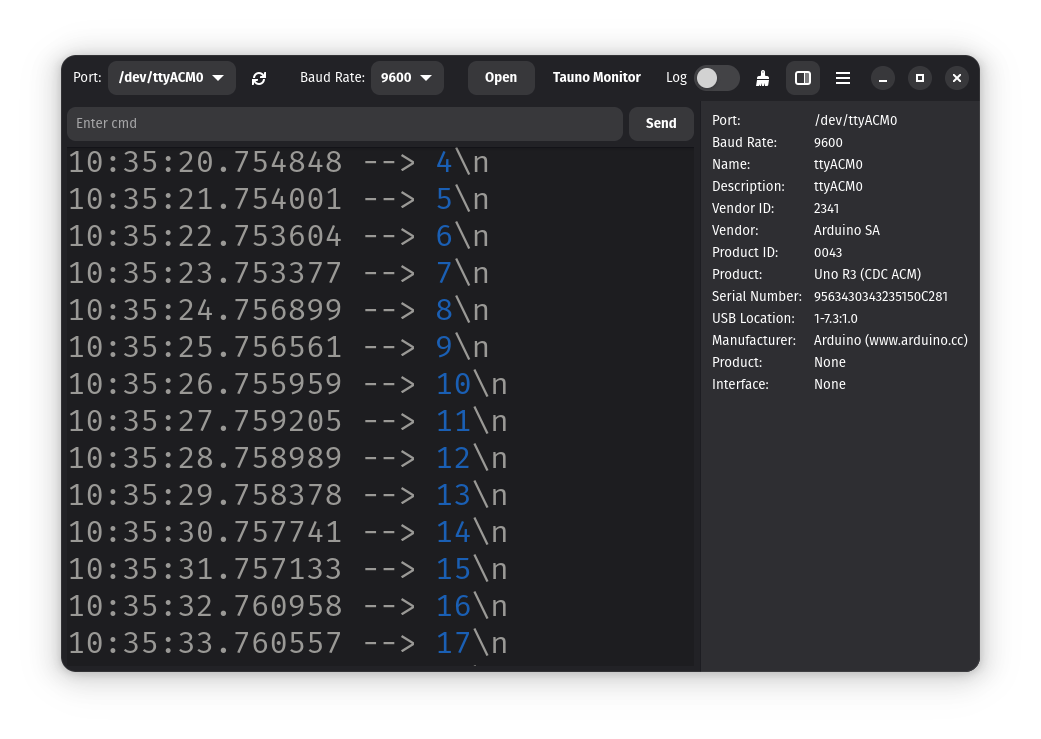 Port: /dev/ttyACM0 Baud Rate: 9600 Open Tauno Monitor Log
Enter cmd Send
10:35:20.754848 --> 4\n
10:35:21.754001 --> 5\n
10:35:22.753604 --> 6\n
10:35:23.753377 --> 7\n
10:35:24.756899 --> 8\n
10:35:25.756561 --> 9\n
10:35:26.755959 --> 10\n
10:35:27.759205 --> 11\n
10:35:28.758989 --> 12\n
10:35:29.758378 --> 13\n
10:35:30.757741 --> 14\n
10:35:31.757133 --> 15\n
10:35:32.760958 --> 16\n
10:35:33.760557 --> 17\n
Port: /dev/ttyACM0
Baud Rate: 9600
Name: ttyACM0
Description: ttyACM0
Vendor ID: 2341
Vendor: Arduino SA
Product ID: 0043
Product: Uno R3 (CDC ACM)
Serial Number: 9563430343235150C281
USB Location: 1-7.3:1.0
Manufacturer: Arduino (www.arduino.cc)
Product: None
Interface: None